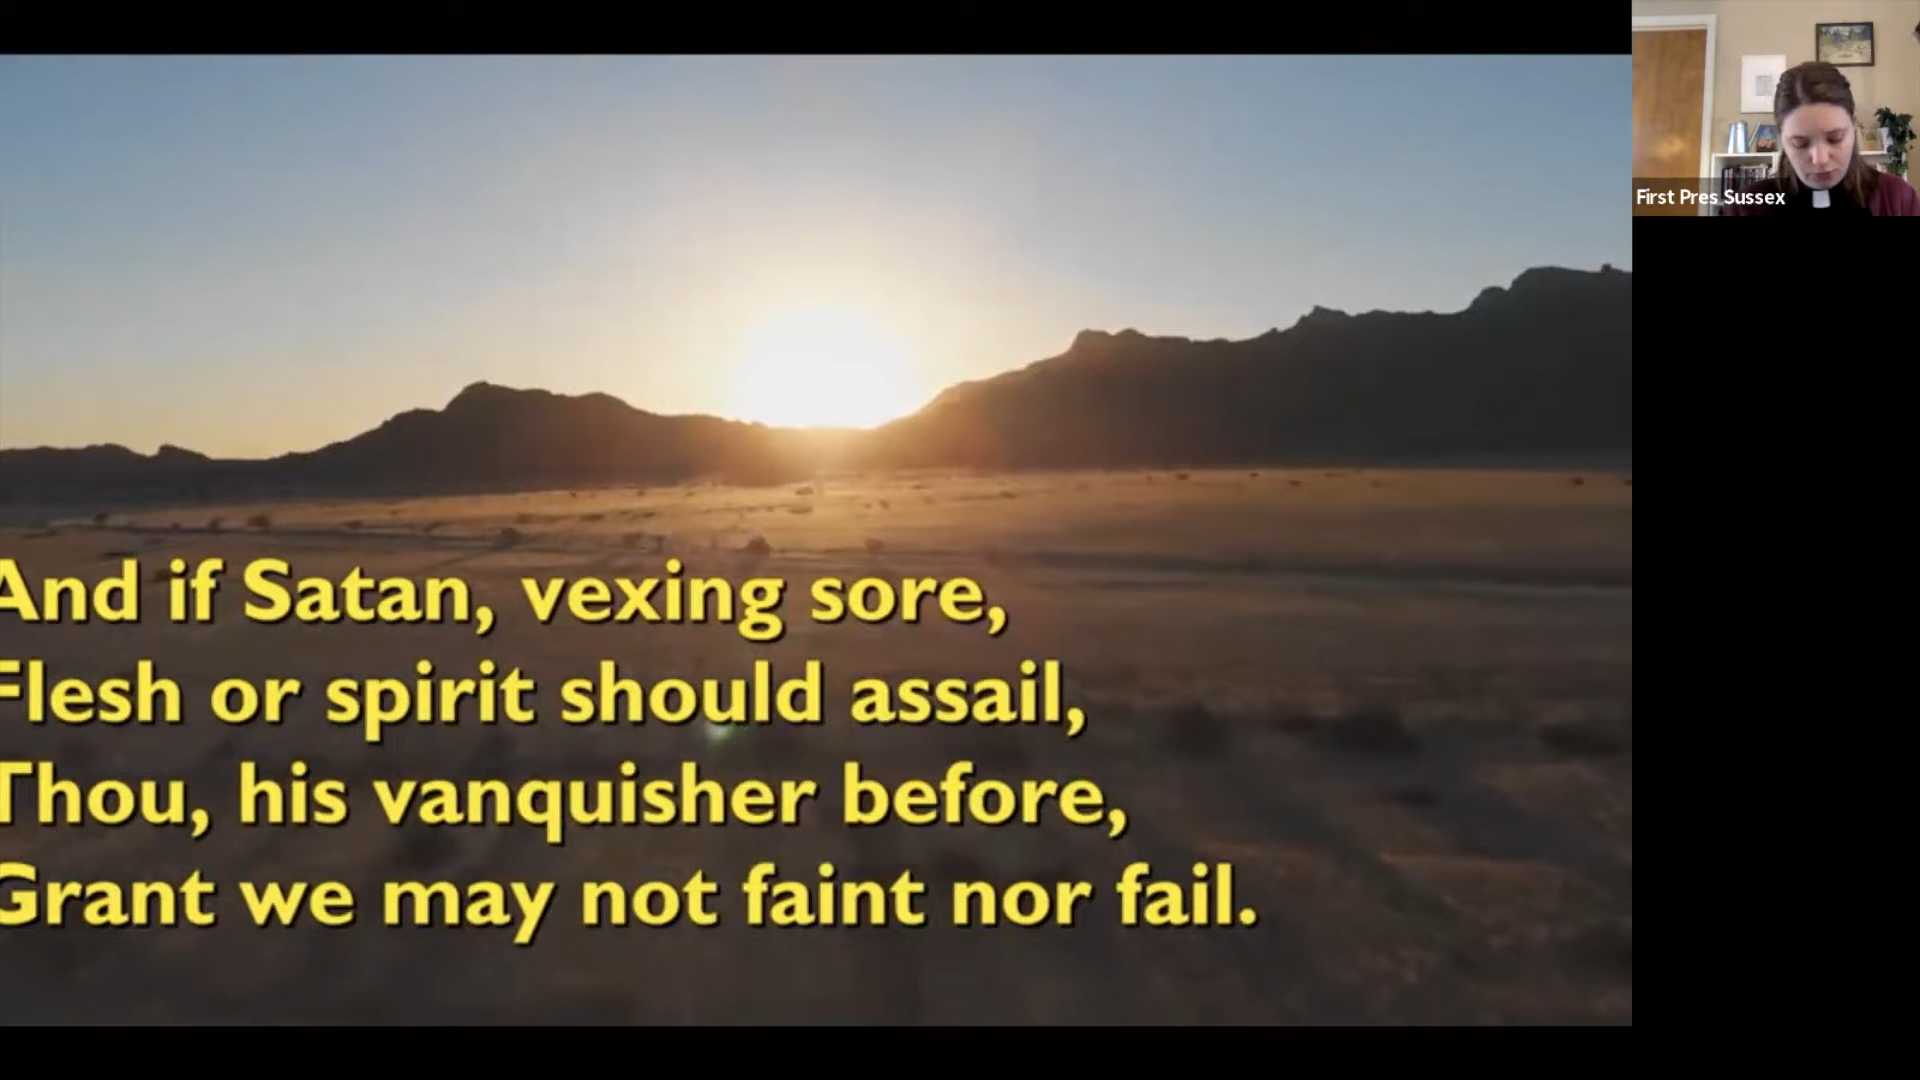 And if Satan, vexing sore,
Flesh or spirit should assail,
Thou, his vanquisher before,
Grant we may not faint nor fail.
First Pres Sussex